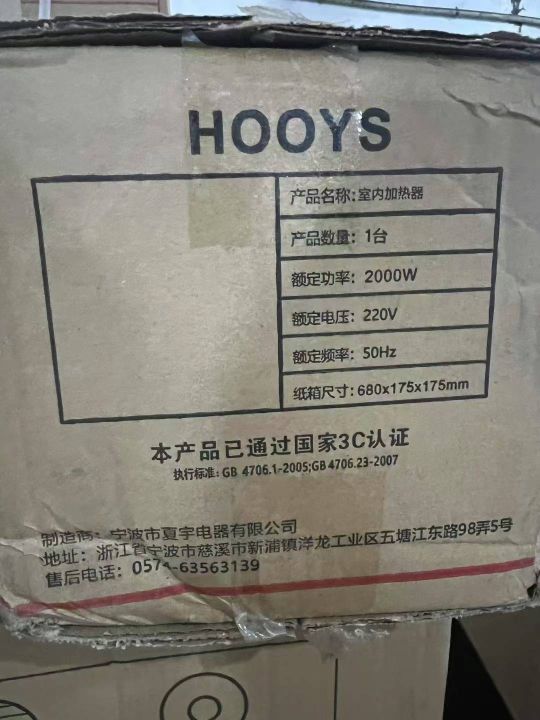 HOOYS
产品名称：室内加热器
产品数量：1台
额定功率：2000W
额定电压：220V
额定频率：50Hz
纸箱尺寸：680x175x175mm
本产品已通过国家3C认证
执行标准：GB 4706.1-2005;GB 4706.23-2007
制造商：宁波市夏宇电器有限公司
地址：浙江省宁波市慈溪市新浦镇洋龙工业区五塘江东路98弄5号
售后电话：0574-63563139